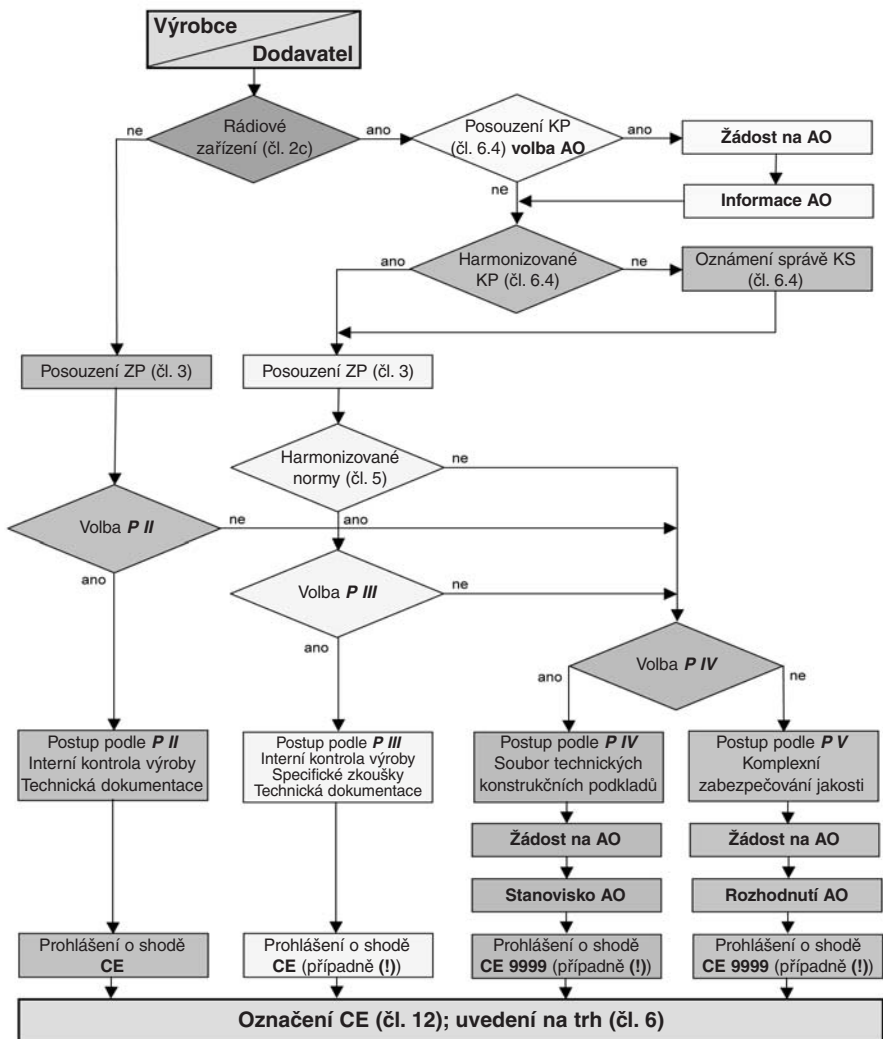 Výrobce
Dodavatel
ne
Rádiové
zařízení (čl. 2c)
ano
Posouzení KP
(čl. 6.4) volba AO
ano
Žádost na AO
ne
Informace AO
ano
Harmonizované
KP (čl. 6.4)
ne
Oznámení správě KS
(čl. 6.4)
Posouzení ZP (čl. 3)
Posouzení ZP (čl. 3)
Harmonizované
normy (čl. 5)
ne
Volba P II
ne
ano
ano
Volba P III
ne
ano
Volba P IV
ano
ne
Postup podle P II
Interní kontrola výroby
Technická dokumentace
Postup podle P III
Interní kontrola výroby
Specifické zkoušky
Technická dokumentace
Postup podle P IV
Soubor technických
konstrukčních podkladů
Postup podle P V
Komplexní
zabezpečování jakosti
Žádost na AO
Žádost na AO
Stanovisko AO
Rozhodnutí AO
Prohlášení o shodě
CE
Prohlášení o shodě
CE (případně (!))
Prohlášení o shodě
CE 9999 (případně (!))
Prohlášení o shodě
CE 9999 (případně (!))
Označení CE (čl. 12); uvedení na trh (čl. 6)